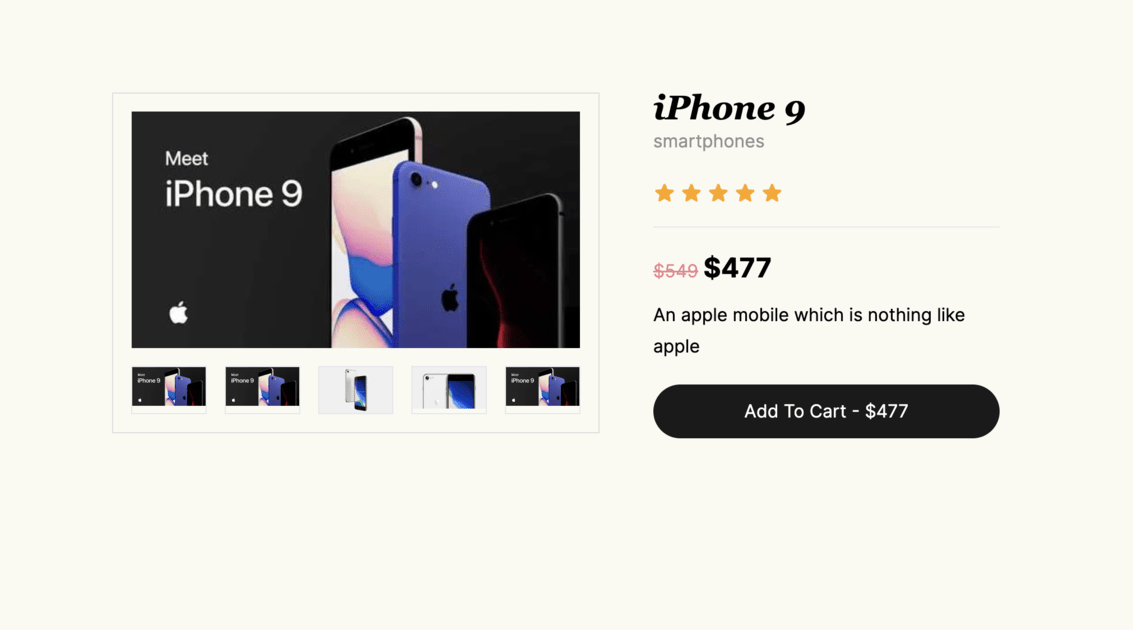 iPhone 9
smartphones
$549 $477
An apple mobile which is nothing like
apple
Add To Cart - $477
Meet
iPhone 9
Meet
iPhone 9
Meet
iPhone 9
Meet
iPhone 9